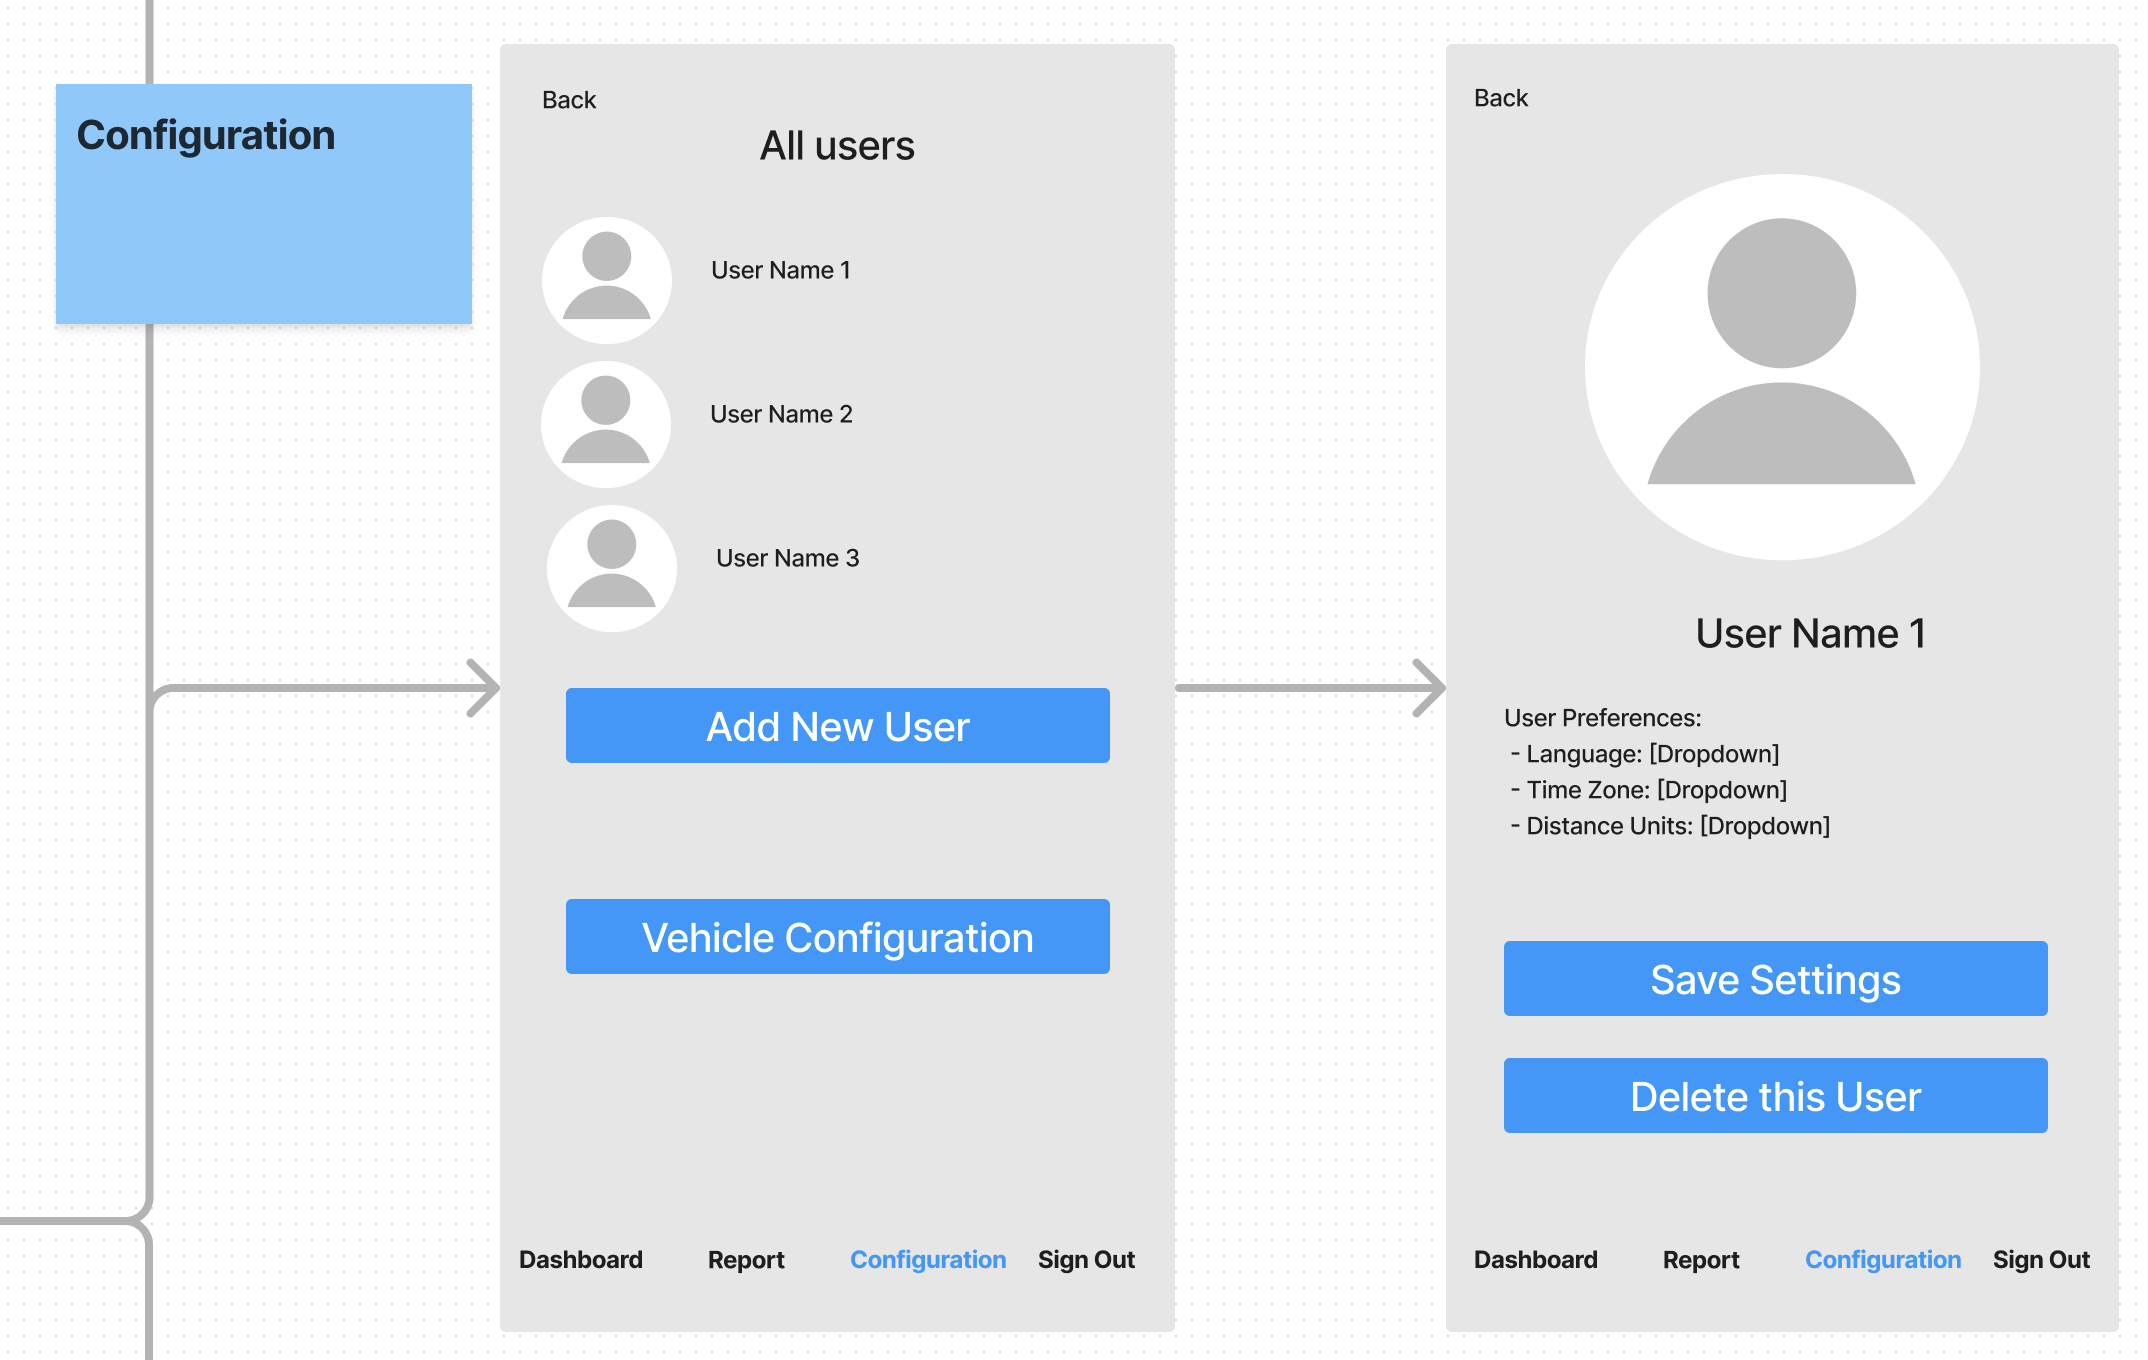 Configuration
Back
All users
User Name 1
User Name 2
User Name 3
Add New User
Vehicle Configuration
Dashboard Report Configuration Sign Out
Back
User Name 1
User Preferences:
- Language: [Dropdown]
- Time Zone: [Dropdown]
- Distance Units: [Dropdown]
Save Settings
Delete this User
Dashboard Report Configuration Sign Out